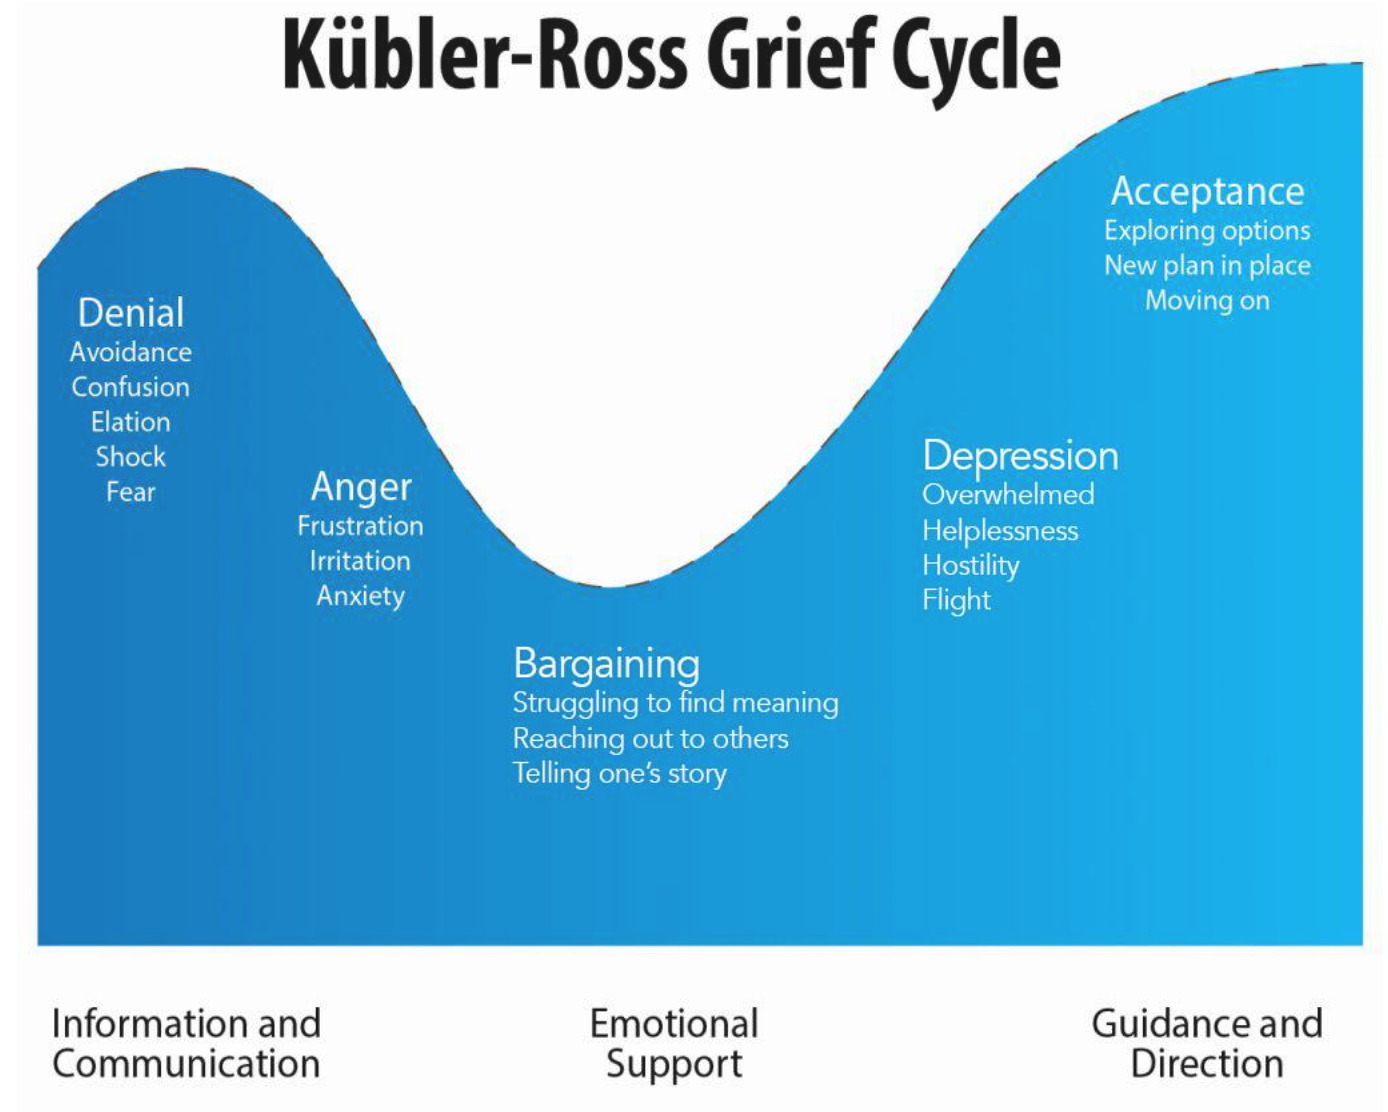 Kübler-Ross Grief Cycle
Denial
Avoidance
Confusion
Elation
Shock
Fear
Anger
Frustration
Irritation
Anxiety
Bargaining
Struggling to find meaning
Reaching out to others
Telling one's story
Depression
Overwhelmed
Helplessness
Hostility
Flight
Acceptance
Exploring options
New plan in place
Moving on
Information and
Communication
Emotional
Support
Guidance and
Direction